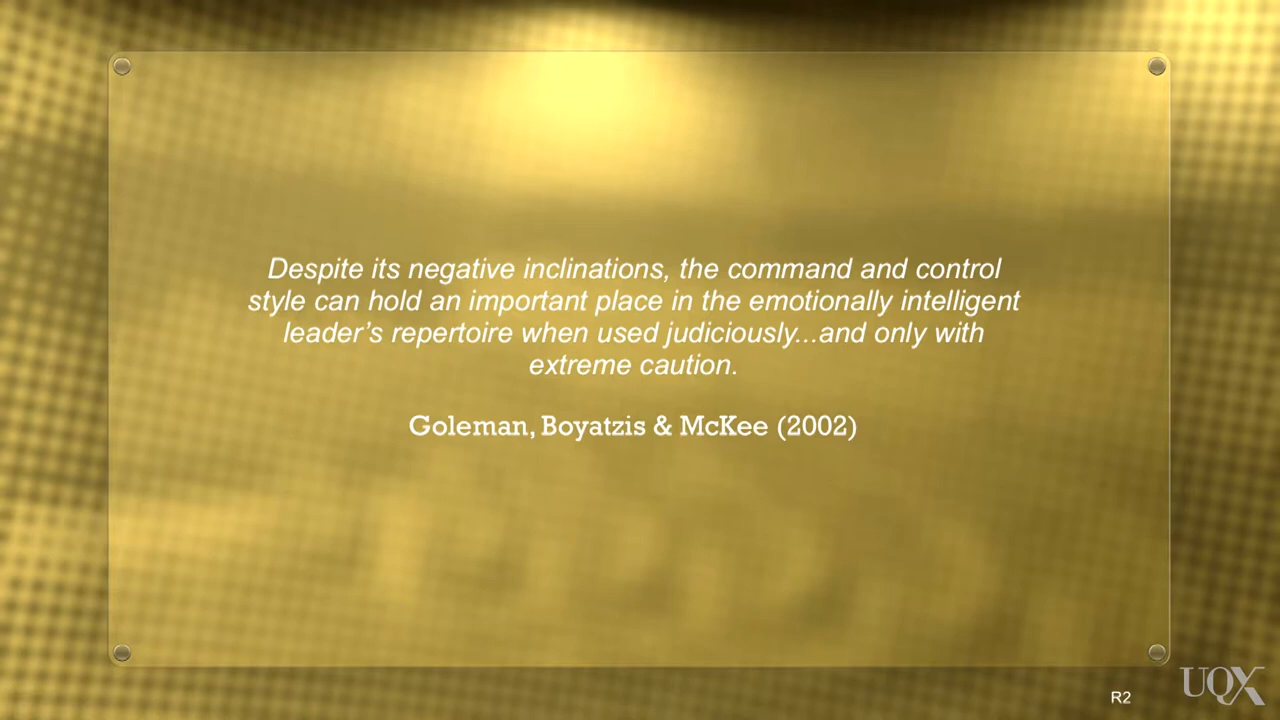 Despite its negative inclinations, the command and control
style can hold an important place in the emotionally intelligent
leader’s repertoire when used judiciously...and only with
extreme caution.
Goleman, Boyatzis & McKee (2002)
R2
UQX